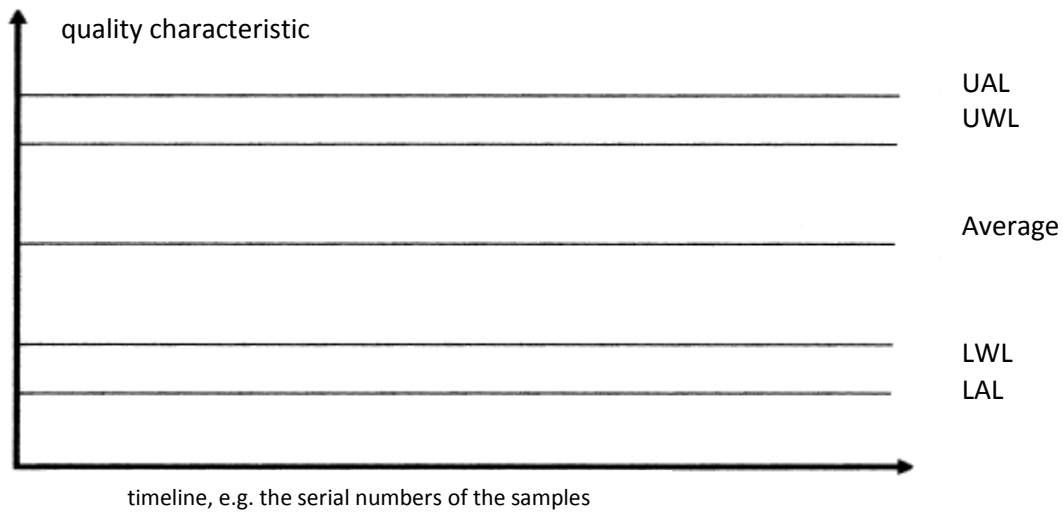 quality characteristic
UAL
UWL
Average
LWL
LAL
timeline, e.g. the serial numbers of the samples